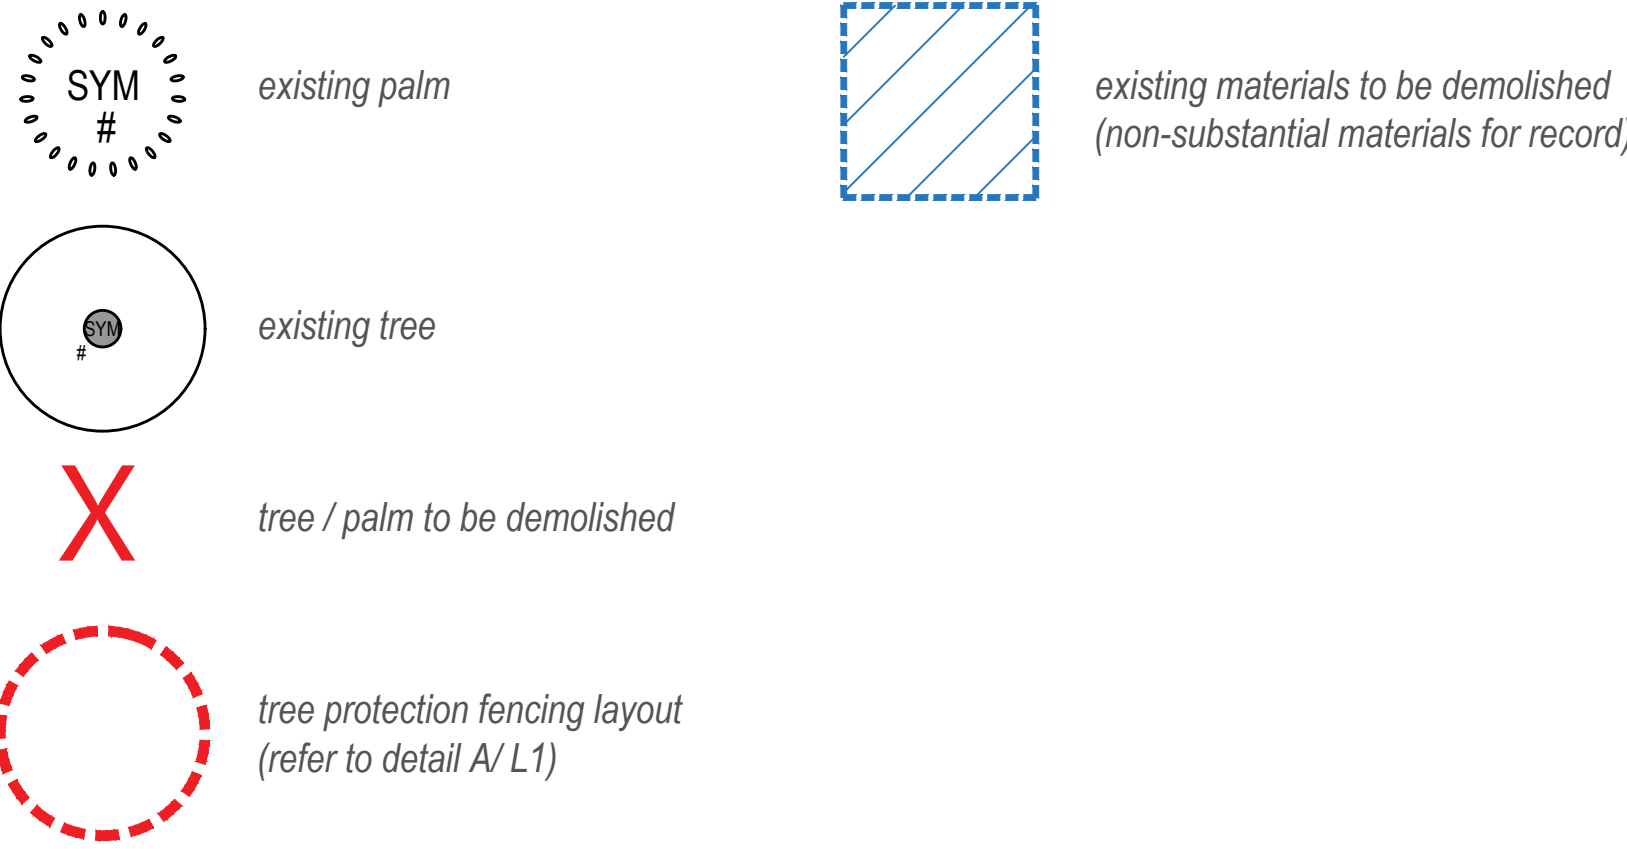 SYM
#
existing palm
existing materials to be demolished
(non-substantial materials for record)
SYM
#
existing tree
X
tree / palm to be demolished
tree protection fencing layout
(refer to detail A/ L1)